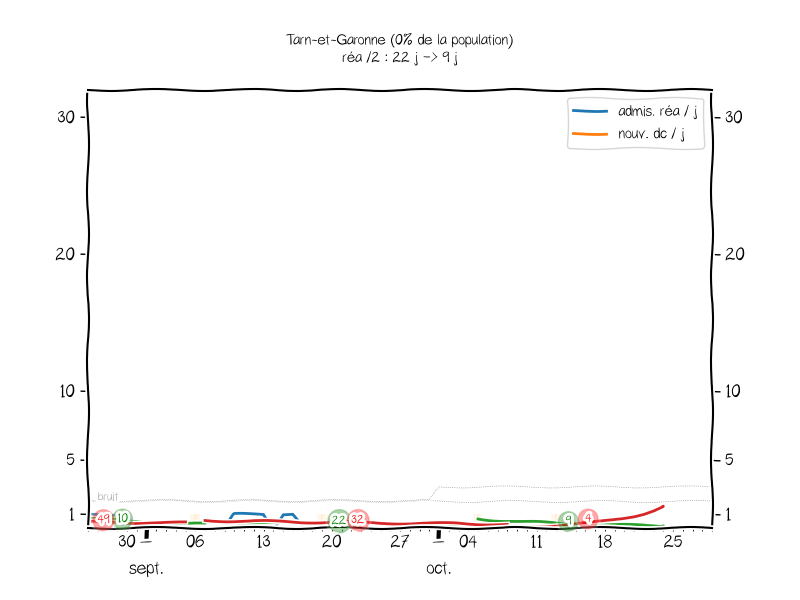 Tarn-et-Garonne (0% de la population)
réa /2 : 22 j -> 9 j
admis. réa / j
nouv. dc / j
30 30
20 20
10 10
5 5
1 1
bruit
49 10 22 32 9 4
30 06 13 20 27 04 11 18 25
sept. oct.